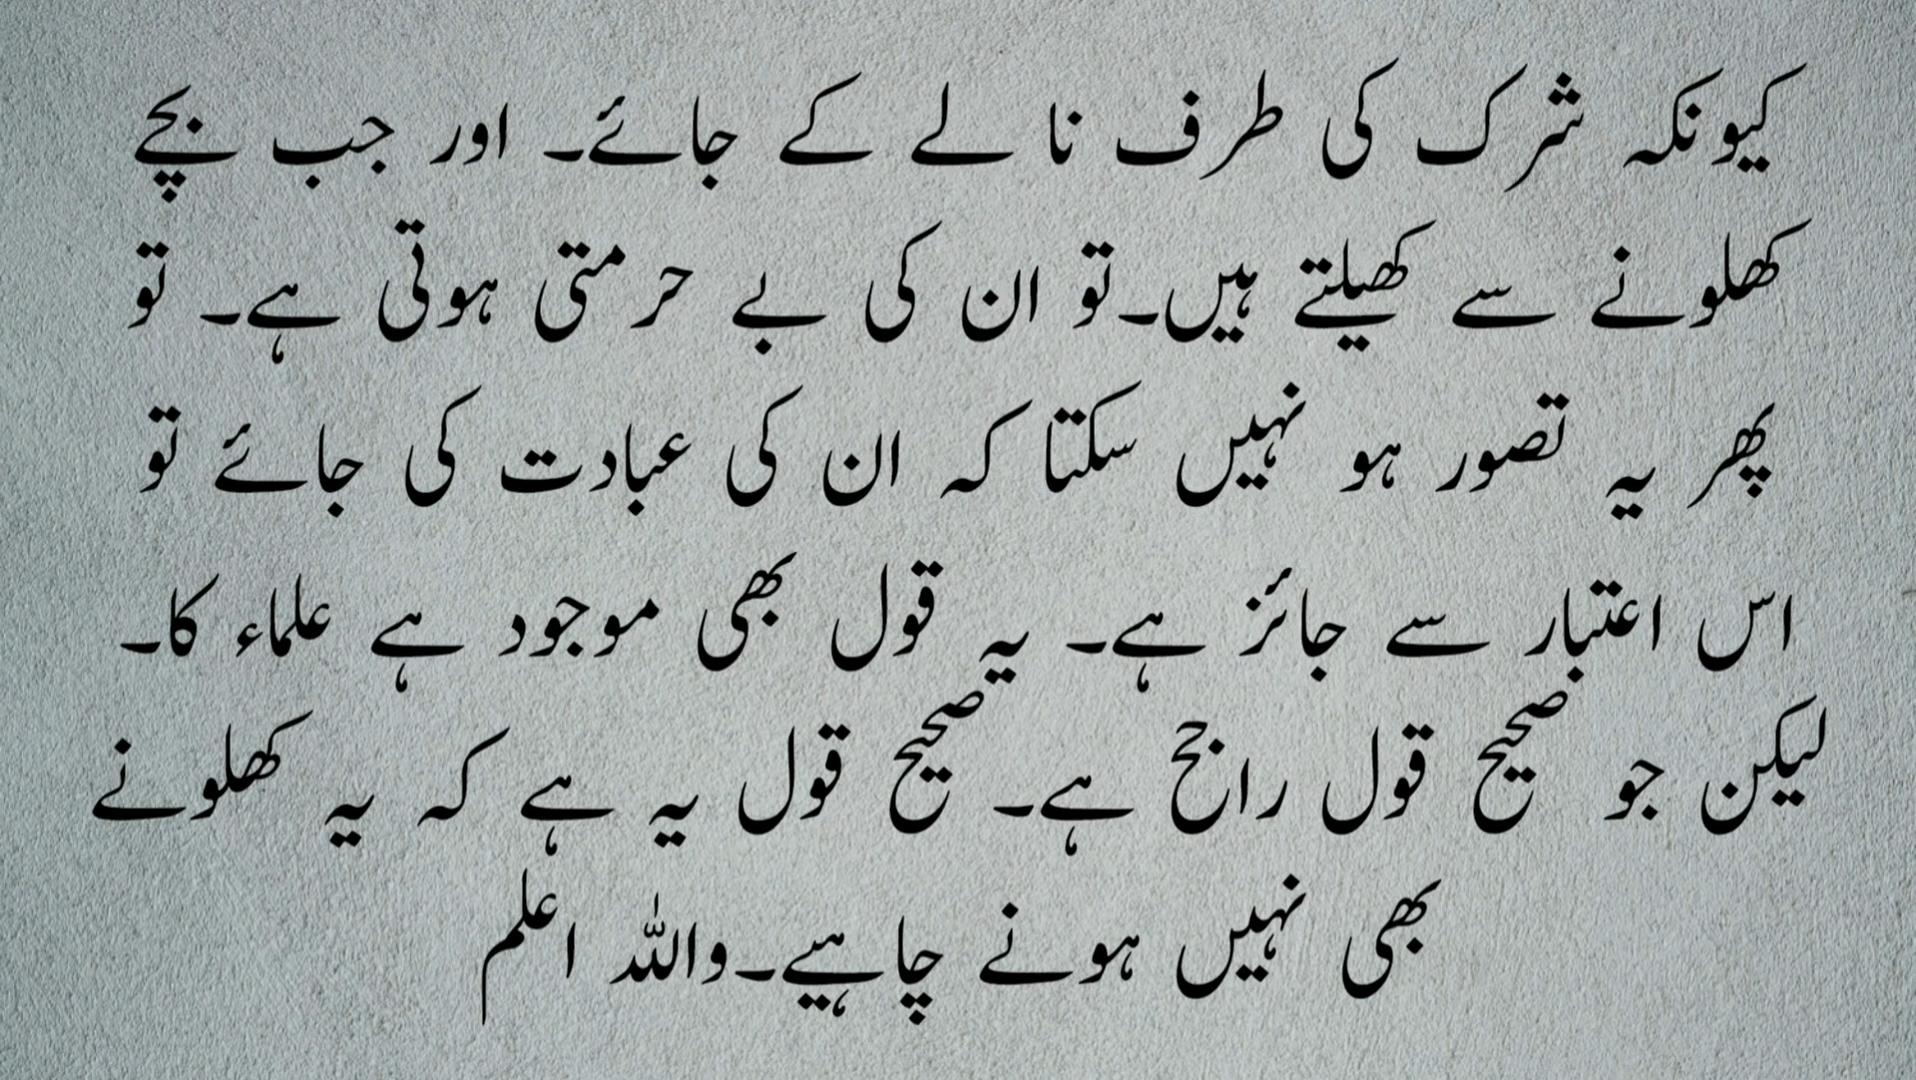 کیونکہ شرک کی طرف نا لے کے جائے۔ اور جب بچے
کھلونے سے کھیلتے ہیں۔تو ان کی بے حرمتی ہوتی ہے۔ تو
پھر یہ تصور ہو نہیں سکتا کہ ان کی عبادت کی جائے تو
اس اعتبار سے جائز ہے۔ یہ قول بھی موجود ہے علماء کا۔
لیکن جو صحیح قول راجح ہے۔ صحیح قول یہ ہے کہ یہ کھلونے
بھی نہیں ہونے چاہیے۔واللہ اعلم